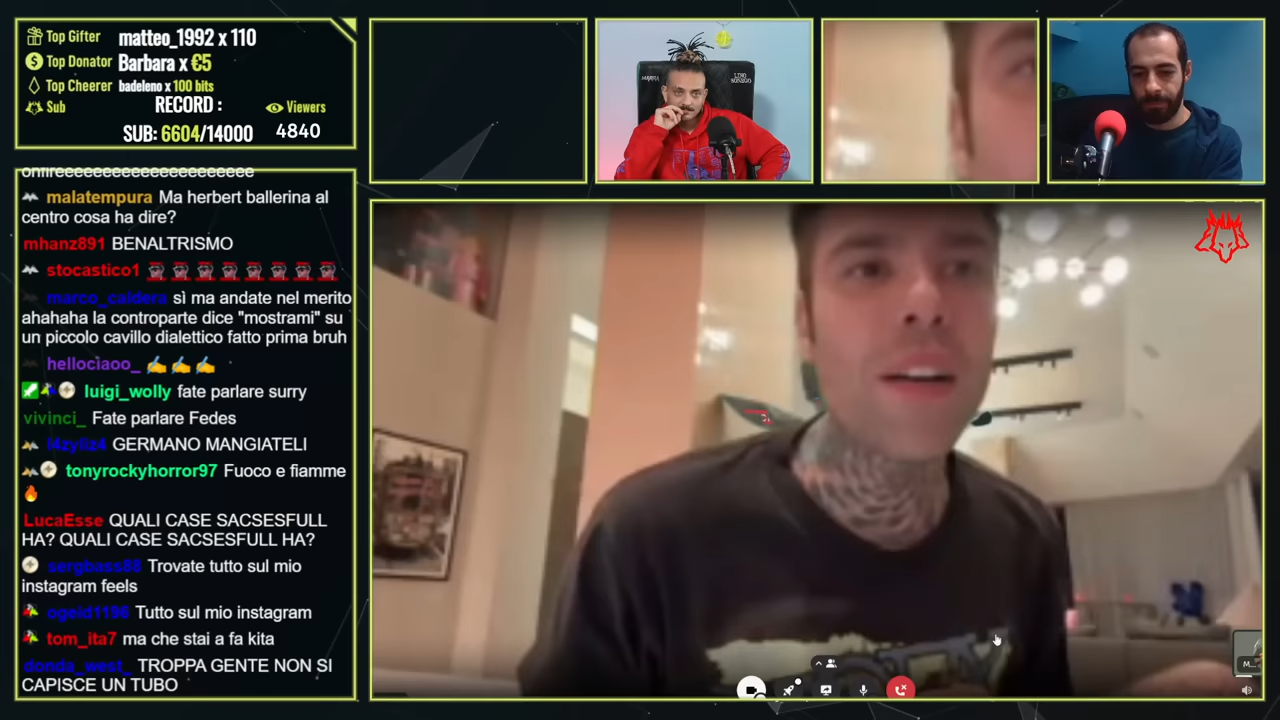 Top Gifter matteo_1992 x 110
Top Donator Barbara x €5
Top Cheerer badeleno x 100 bits
Sub RECORD : Viewers
SUB: 6604/14000 4840
onfireeeeeeeeeeeeeeeeeeeeeee
malatempura Ma herbert ballerina al
centro cosa ha dire?
mhanz891 BENALTRISMO
stocastico1
marco_caldera sì ma andate nel merito
ahahaha la controparte dice "mostrami" su
un piccolo cavillo dialettico fatto prima bruh
hellociaoo_ ✍️✍️✍️
luigi_wolly fate parlare surry
vivinci_ Fate parlare Fedes
l4zyliz4 GERMANO MANGIATELI
tonyrockyhorror97 Fuoco e fiamme
🔥
LucaEsse QUALI CASE SACSESFULL
HA? QUALI CASE SACSESFULL HA?
sergbass88 Trovate tutto sul mio
instagram feels
ogeid1196 Tutto sul mio instagram
tom_ita7 ma che stai a fa kita
donda_west_ TROPPA GENTE NON SI
CAPISCE UN TUBO
M...